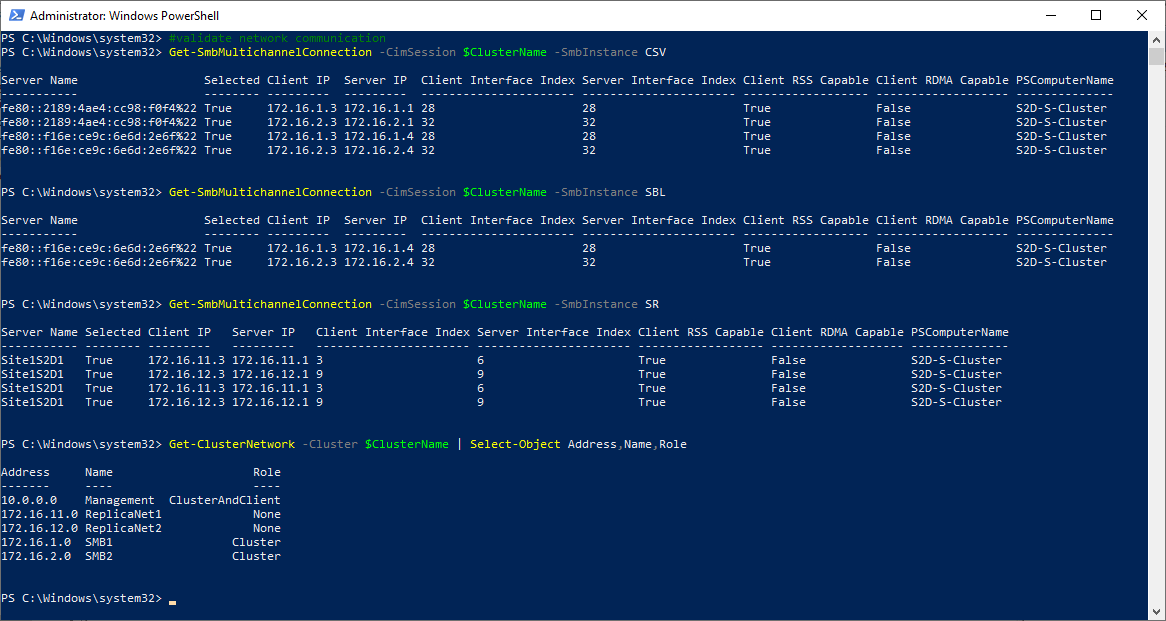 Administrator: Windows PowerShell
PS C:\Windows\system32> #validate network communication
PS C:\Windows\system32> Get-SmbMultichannelConnection -CimSession $ClusterName -SmbInstance CSV
Server Name Selected Client IP Server IP Client Interface Index Server Interface Index Client RSS Capable Client RDMA Capable PSComputerName
----------- -------- --------- --------- ---------------------- ---------------------- ------------------ ------------------- --------------
fe80::2189:4ae4:cc98:f0f4%22 True 172.16.1.3 172.16.1.1 28 28 True False S2D-S-Cluster
fe80::2189:4ae4:cc98:f0f4%22 True 172.16.2.3 172.16.2.1 32 32 True False S2D-S-Cluster
fe80::f16e:ce9c:6e6d:2e6f%22 True 172.16.1.3 172.16.1.4 28 28 True False S2D-S-Cluster
fe80::f16e:ce9c:6e6d:2e6f%22 True 172.16.2.3 172.16.2.4 32 32 True False S2D-S-Cluster
PS C:\Windows\system32> Get-SmbMultichannelConnection -CimSession $ClusterName -SmbInstance SBL
Server Name Selected Client IP Server IP Client Interface Index Server Interface Index Client RSS Capable Client RDMA Capable PSComputerName
----------- -------- --------- --------- ---------------------- ---------------------- ------------------ ------------------- --------------
fe80::f16e:ce9c:6e6d:2e6f%22 True 172.16.1.3 172.16.1.4 28 28 True False S2D-S-Cluster
fe80::f16e:ce9c:6e6d:2e6f%22 True 172.16.2.3 172.16.2.4 32 32 True False S2D-S-Cluster
PS C:\Windows\system32> Get-SmbMultichannelConnection -CimSession $ClusterName -SmbInstance SR
Server Name Selected Client IP Server IP Client Interface Index Server Interface Index Client RSS Capable Client RDMA Capable PSComputerName
----------- -------- --------- --------- ---------------------- ---------------------- ------------------ ------------------- --------------
Site1S2D1 True 172.16.11.3 172.16.11.1 3 6 True False S2D-S-Cluster
Site1S2D1 True 172.16.12.3 172.16.12.1 9 9 True False S2D-S-Cluster
Site1S2D1 True 172.16.11.3 172.16.11.1 3 6 True False S2D-S-Cluster
Site1S2D1 True 172.16.12.3 172.16.12.1 9 9 True False S2D-S-Cluster
PS C:\Windows\system32> Get-ClusterNetwork -Cluster $ClusterName | Select-Object Address,Name,Role
Address Name Role
------- ---- ----
10.0.0.0 Management ClusterAndClient
172.16.11.0 ReplicaNet1 None
172.16.12.0 ReplicaNet2 None
172.16.1.0 SMB1 Cluster
172.16.2.0 SMB2 Cluster
PS C:\Windows\system32>